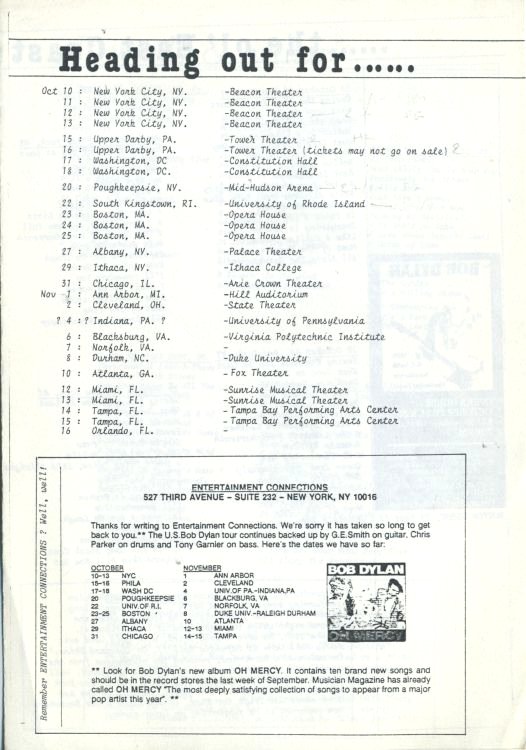 Heading out for......
Oct 10 : New York City, NY. -Beacon Theater
11 : New York City, NY. -Beacon Theater
12 : New York City, NY. -Beacon Theater
13 : New York City, NY. -Beacon Theater
15 : Upper Darby, PA. -Tower Theater
16 : Upper Darby, PA. -Tower Theater (tickets may not go on sale)
17 : Washington, DC -Constitution Hall
18 : Washington, DC. -Constitution Hall
20 : Poughkeepsie, NY. -Mid-Hudson Arena
22 : South Kingstown, RI. -University of Rhode Island
23 : Boston, MA. -Opera House
24 : Boston, MA. -Opera House
25 : Boston, MA. -Opera House
27 : Albany, NY. -Palace Theater
29 : Ithaca, NY. -Ithaca College
31 : Chicago, IL. -Arie Crown Theater
Nov 1 : Ann Arbor, MI. -Hill Auditorium
2 : Cleveland, OH. -State Theater
? 4 :? Indiana, PA. ? -University of Pennsylvania
6 : Blacksburg, VA. -Virginia Polytechnic Institute
7 : Norfolk, VA. -
8 : Durham, NC. -Duke University
10 : Atlanta, GA. - Fox Theater
12 : Miami, FL. -Sunrise Musical Theater
13 : Miami, FL. -Sunrise Musical Theater
14 : Tampa, FL. - Tampa Bay Performing Arts Center
15 : Tampa, FL. - Tampa Bay Performing Arts Center
16 Orlando, FL. -
Remember ENTERTAINMENT CONNECTIONS ? Well, well!
ENTERTAINMENT CONNECTIONS
527 THIRD AVENUE – SUITE 232 – NEW YORK, NY 10016
Thanks for writing to Entertainment Connections. We're sorry it has taken so long to get
back to you.** The U.S.Bob Dylan tour continues backed up by G.E.Smith on guitar. Chris
Parker on drums and Tony Garnier on bass. Here's the dates we have so far:
OCTOBER NOVEMBER
10-13 NYC 1 ANN ARBOR
15-16 PHILA 2 CLEVELAND
17-18 WASH DC 4 UNIV.OF PA.-INDIANA,PA
20 POUGHKEEPSIE 6 BLACKBURG, VA
22 UNIV OF R.I. 7 NORFOLK, VA
23-25 BOSTON 8 DUKE UNIV.-RALEIGH DURHAM
27 ALBANY 10 ATLANTA
29 ITHACA 12-13 MIAMI
31 CHICAGO 14-15 TAMPA
BOB DYLAN
OH MERCY
** Look for Bob Dylan's new album OH MERCY. It contains ten brand new songs and
should be in the record stores the last week of September. Musician Magazine has already
called OH MERCY "The most deeply satisfying collection of songs to appear from a major
pop artist this year". **